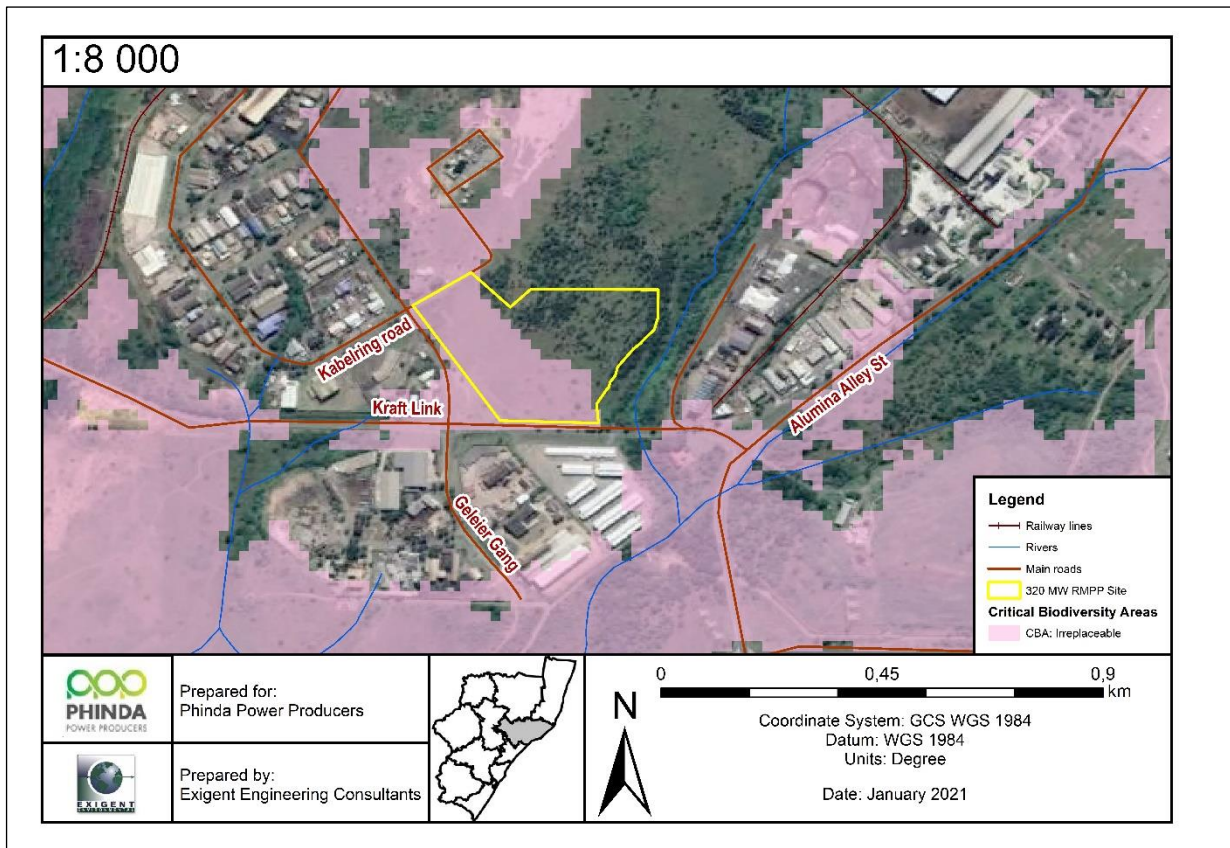 1:8 000
Kabelring road
Kraft Link
Alumina Alley St
Geleier Gang
Legend
Railway lines
Rivers
Main roads
320 MW RMPP Site
Critical Biodiversity Areas
CBA: Irreplaceable
PHINDA
POWER PRODUCERS
Prepared for:
Phinda Power Producers
EXIGENT
ENVIRONMENTAL
Prepared by:
Exigent Engineering Consultants
N
0 0,45 0,9
km
Coordinate System: GCS WGS 1984
Datum: WGS 1984
Units: Degree
Date: January 2021